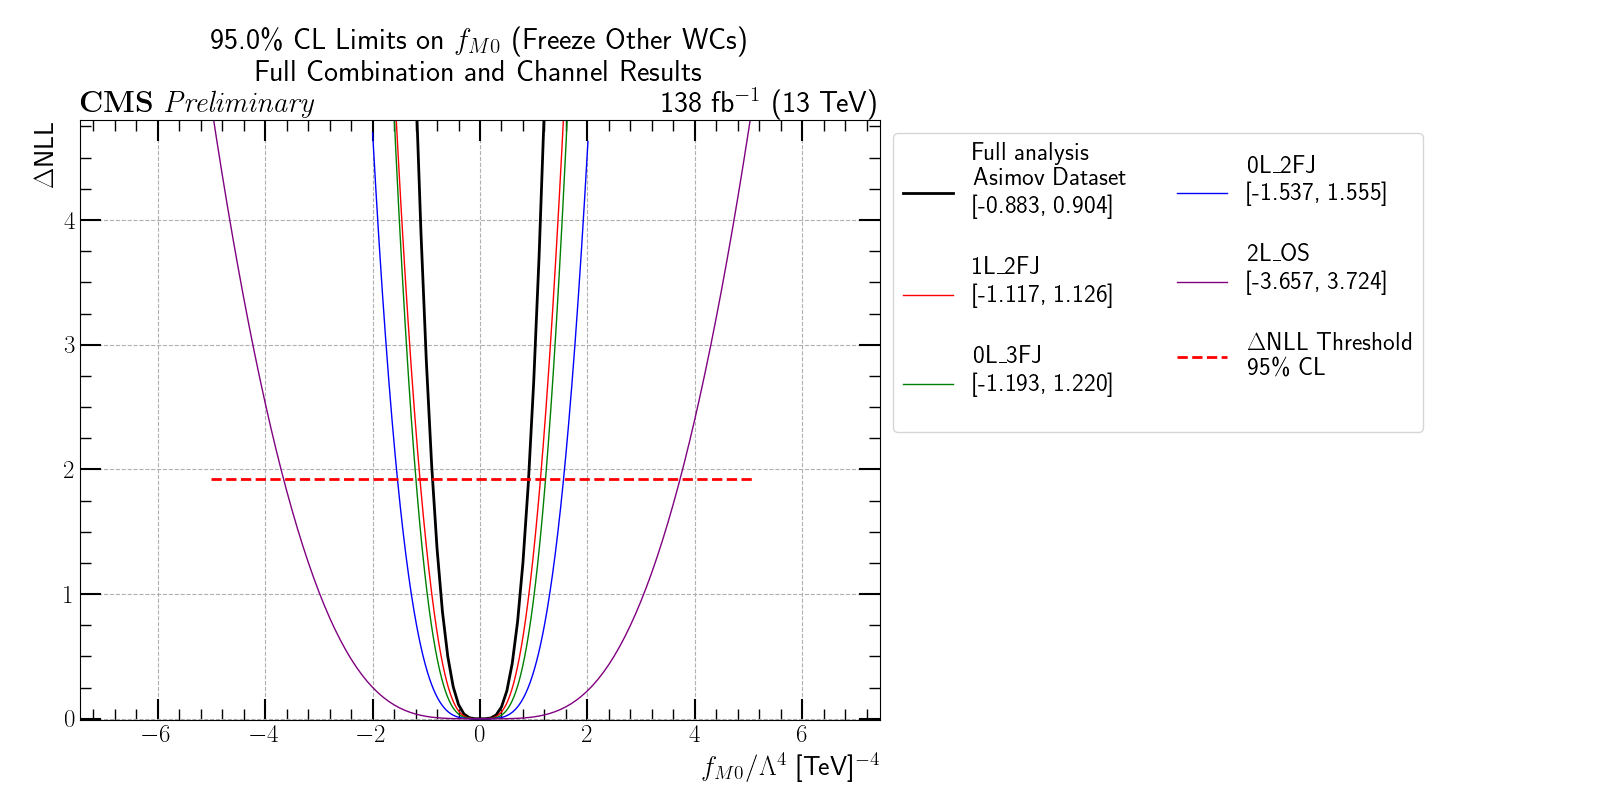 95.0% CL Limits on f_{M0} (Freeze Other WCs)
Full Combination and Channel Results
CMS Preliminary
138 fb^{-1} (13 TeV)
ΔNLL
4
3
2
1
0
−6
−4
−2
0
2
4
6
f_{M0}/Λ^4 [TeV]^{−4}
Full analysis
Asimov Dataset
[-0.883, 0.904]
1L_2FJ
[-1.117, 1.126]
0L_3FJ
[-1.193, 1.220]
0L_2FJ
[-1.537, 1.555]
2L_OS
[-3.657, 3.724]
ΔNLL Threshold
95% CL